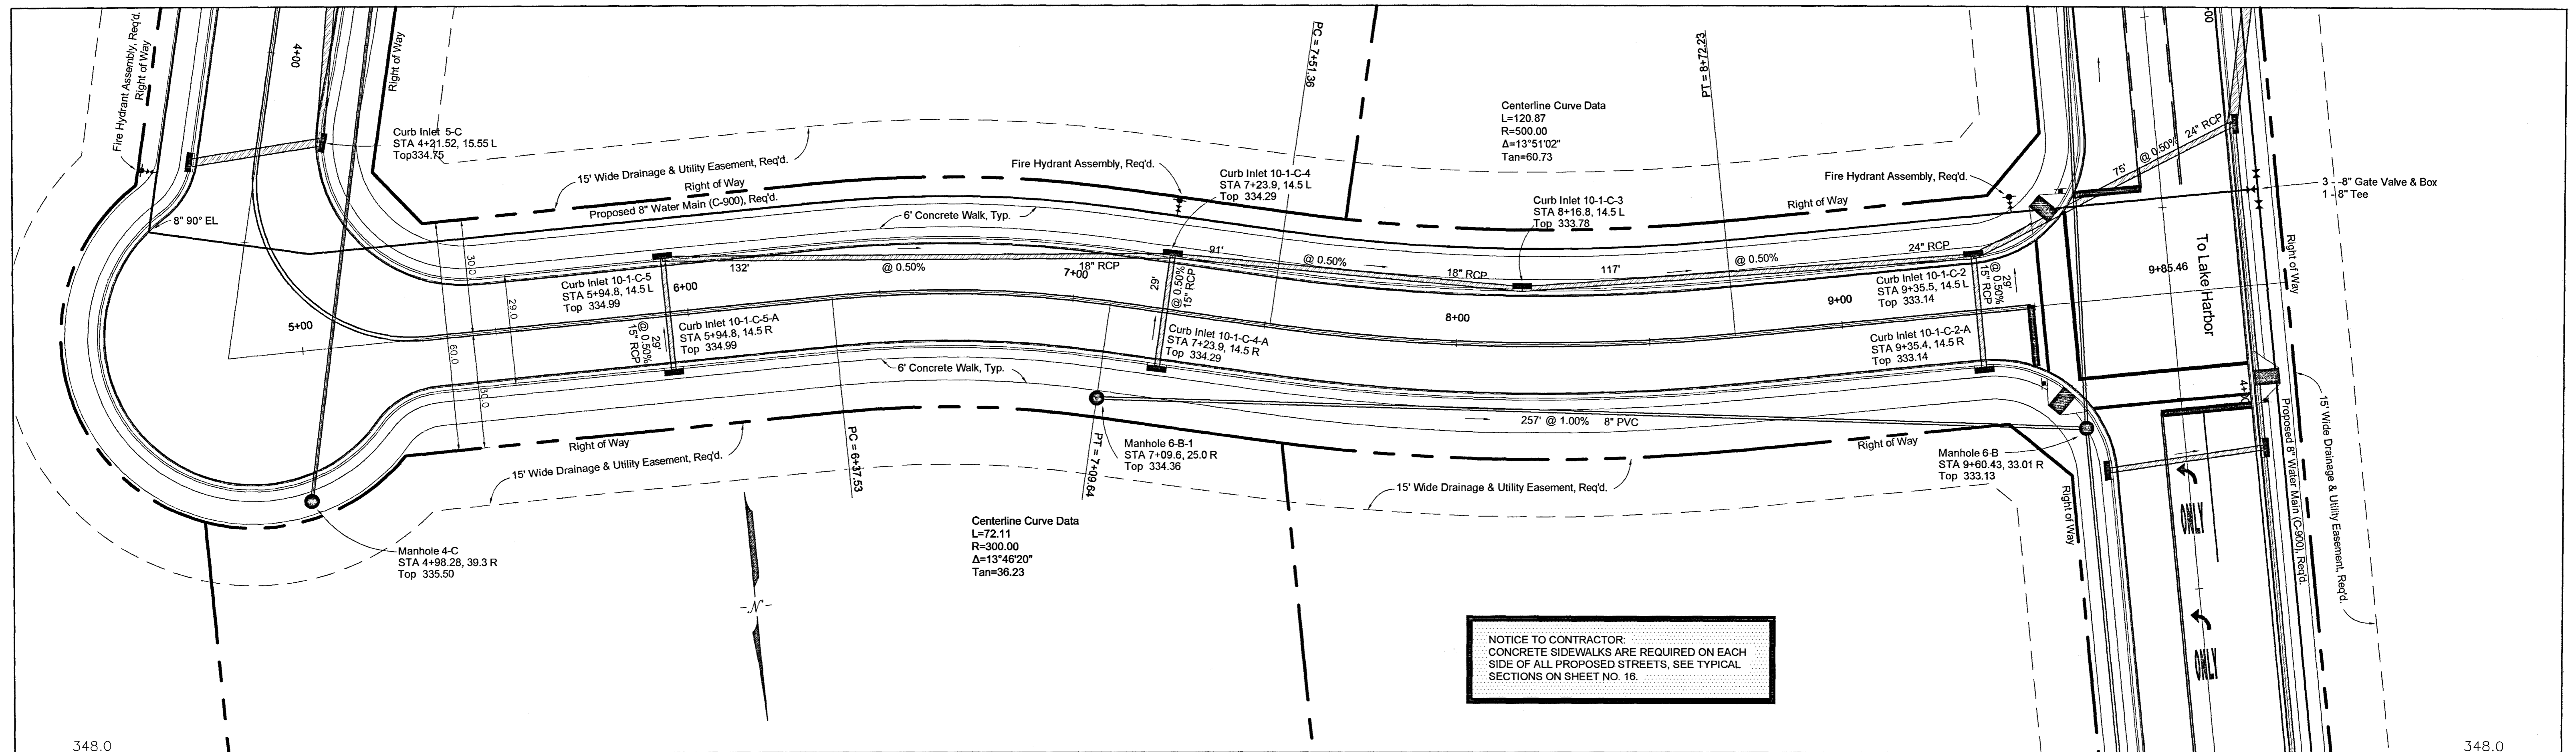 Fire Hydrant Assembly, Req'd.
Right of Way
4+00
Right of Way
Curb Inlet 5-C
STA 4+21.52, 15.55 L
Top334.75
15' Wide Drainage & Utility Easement, Req'd.
Right of Way
Proposed 8" Water Main (C-900), Req'd.
8" 90° EL
6' Concrete Walk, Typ.
Fire Hydrant Assembly, Req'd.
Curb Inlet 10-1-C-4
STA 7+23.9, 14.5 L
Top 334.29
PC = 7+51.36
Centerline Curve Data
L=120.87
R=500.00
Δ=13°51'02"
Tan=60.73
PT = 8+72.23
Curb Inlet 10-1-C-3
STA 8+16.8, 14.5 L
Top 333.78
Fire Hydrant Assembly, Req'd.
Right of Way
75'
@ 0.50%
24" RCP
+00
3 - -8" Gate Valve & Box
1 - 8" Tee
30.0
29.0
60.0
30.0
5+00
Curb Inlet 10-1-C-5
STA 5+94.8, 14.5 L
Top 334.99
6+00
132'
@ 0.50%
18" RCP
7+00
91'
@ 0.50%
18" RCP
117'
@ 0.50%
24" RCP
29'
@ 0.50%
15" RCP
Curb Inlet 10-1-C-5-A
STA 5+94.8, 14.5 R
Top 334.99
29'
@ 0.50%
15" RCP
Curb Inlet 10-1-C-4-A
STA 7+23.9, 14.5 R
Top 334.29
8+00
9+00
Curb Inlet 10-1-C-2
STA 9+35.5, 14.5 L
Top 333.14
29'
@ 0.50%
15" RCP
Curb Inlet 10-1-C-2-A
STA 9+35.4, 14.5 R
Top 333.14
9+85.46
To Lake Harbor
Right of Way
6' Concrete Walk, Typ.
Right of Way
15' Wide Drainage & Utility Easement, Req'd.
PC = 6+37.53
PT = 7+09.64
Manhole 6-B-1
STA 7+09.6, 25.0 R
Top 334.36
257' @ 1.00% 8" PVC
15' Wide Drainage & Utility Easement, Req'd.
Right of Way
Manhole 6-B
STA 9+60.43, 33.01 R
Top 333.13
Right of Way
ONLY
ONLY
Proposed 8" Water Main (C-900), Req'd.
15' Wide Drainage & Utility Easement, Req'd.
Manhole 4-C
STA 4+98.28, 39.3 R
Top 335.50
Centerline Curve Data
L=72.11
R=300.00
Δ=13°46'20"
Tan=36.23
-N-
NOTICE TO CONTRACTOR:
CONCRETE SIDEWALKS ARE REQUIRED ON EACH
SIDE OF ALL PROPOSED STREETS, SEE TYPICAL
SECTIONS ON SHEET NO. 16.
348.0
348.0